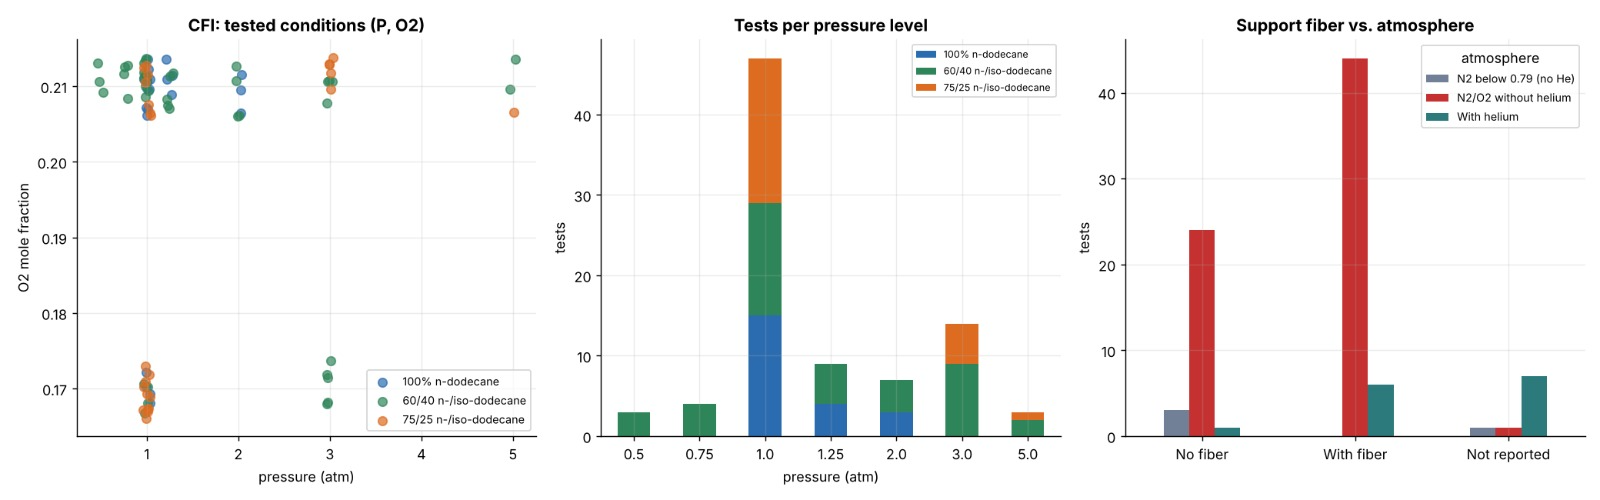 CFI: tested conditions (P, O2)
O2 mole fraction
0.21
0.20
0.19
0.18
0.17
1 2 3 4 5
pressure (atm)
100% n-dodecane
60/40 n-/iso-dodecane
75/25 n-/iso-dodecane
Tests per pressure level
tests
40
30
20
10
0
0.5 0.75 1.0 1.25 2.0 3.0 5.0
pressure (atm)
100% n-dodecane
60/40 n-/iso-dodecane
75/25 n-/iso-dodecane
Support fiber vs. atmosphere
tests
40
30
20
10
0
No fiber With fiber Not reported
atmosphere
N2 below 0.79 (no He)
N2/O2 without helium
With helium